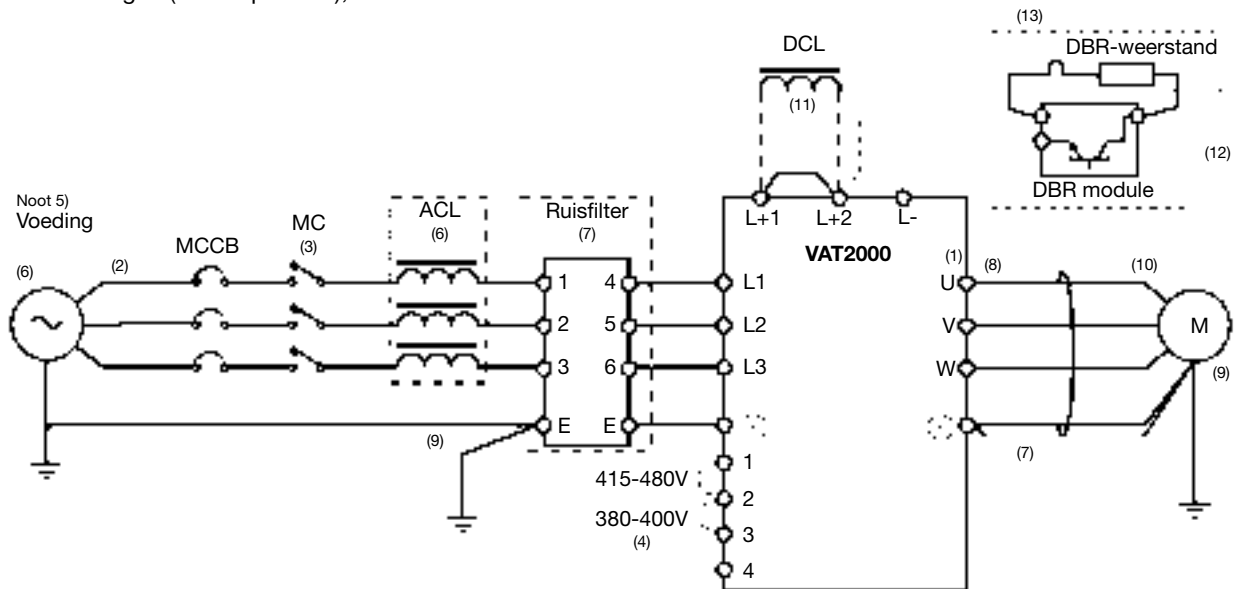 (13)
DCL
DBR-weerstand
(11)
(12)
DBR module
Noot 5)
Voeding
ACL
Ruisfilter
L+1
L+2
L-
MC
(6)
(7)
MCCB
(3)
VAT2000
(6)
(2)
(1)
(8)
(10)
1
4
L1
U
2
5
L2
V
M
3
6
L3
W
(9)
E
E
(9)
(7)
1
415-480V
2
380-400V
3
(4)
4